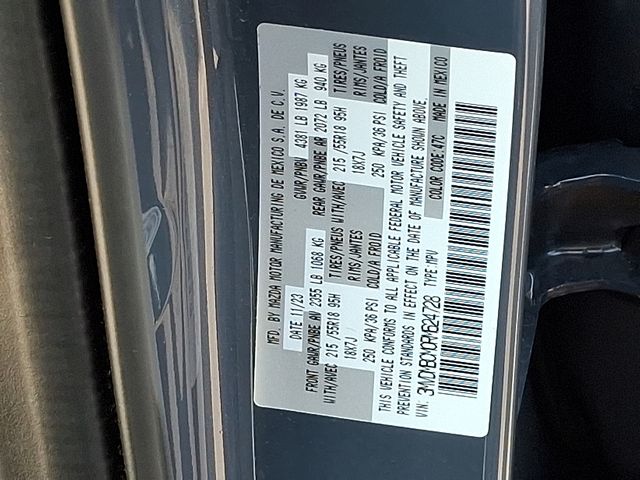 MFD. BY MAZDA MOTOR MANUFACTURING DE MEXICO S.A. DE C.V.
DATE 11/23 GVWR/PNBV 4381 LB 1987 KG
FRONT GAWR/PNBE AV 2355 LB 1068 KG REAR GAWR/PNBE AR 2072 LB 940 KG
WITH/AVEC 215/55R18 95H TIRES/PNEUS WITH/AVEC 215/55R18 95H TIRES/PNEUS
18X7J RIMS/JANTES 18X7J RIMS/JANTES
250 KPA/36 PSI COLD/A FROID 250 KPA/36 PSI COLD/A FROID
THIS VEHICLE CONFORMS TO ALL APPLICABLE FEDERAL MOTOR VEHICLE SAFETY AND THEFT
PREVENTION STANDARDS IN EFFECT ON THE DATE OF MANUFACTURE SHOWN ABOVE.
VIN: TYPE: MPV COLOR CODE: 47C MADE IN MEXICO